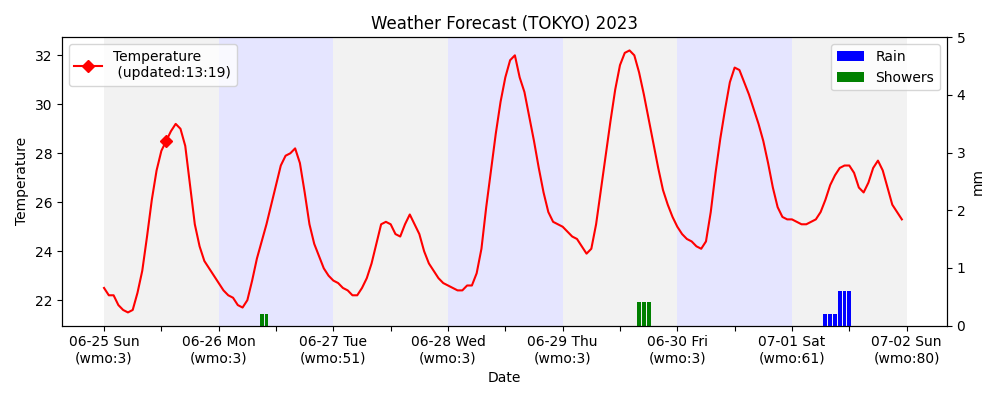 Weather Forecast (TOKYO) 2023
Temperature
(updated:13:19)
Rain
Showers
Temperature
32
30
28
26
24
22
5
4
3
2
1
0
mm
06-25 Sun
(wmo:3)
06-26 Mon
(wmo:3)
06-27 Tue
(wmo:51)
06-28 Wed
(wmo:3)
06-29 Thu
(wmo:3)
06-30 Fri
(wmo:3)
07-01 Sat
(wmo:61)
07-02 Sun
(wmo:80)
Date